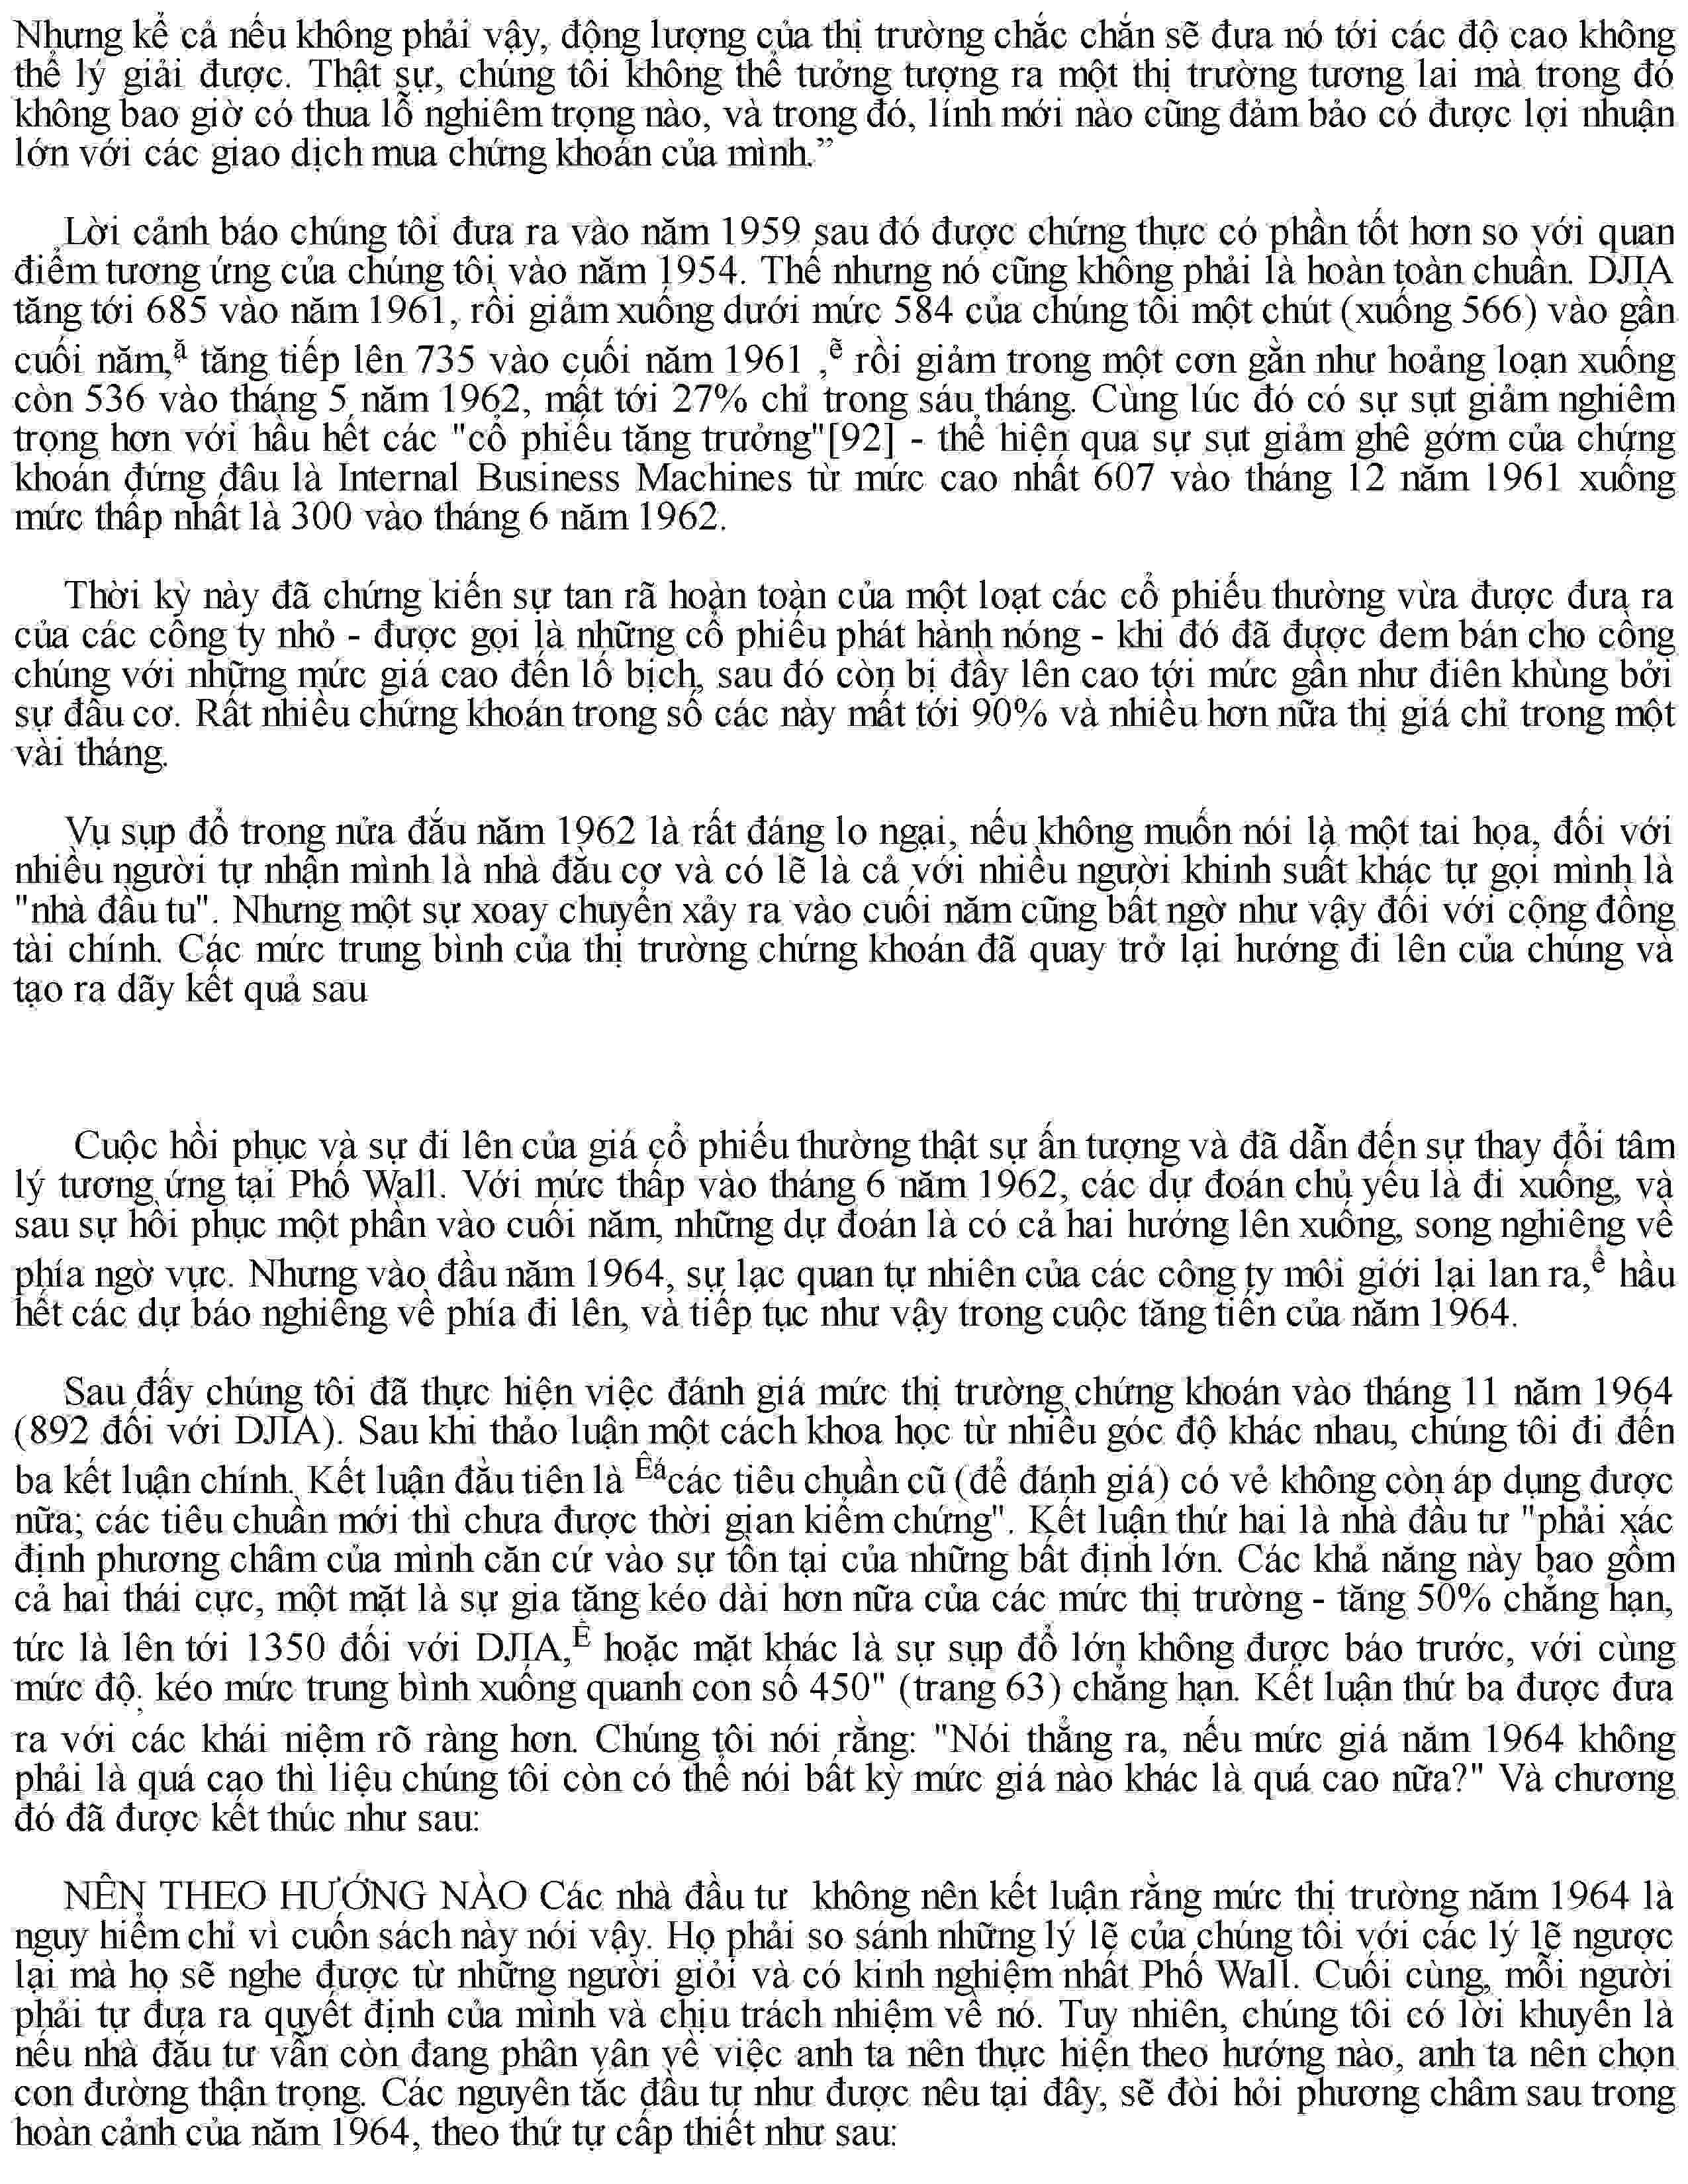 Nhưng kể cả nếu không phải vậy, động lượng của thị trường chắc chắn sẽ đưa nó tới các độ cao không
thể lý giải được. Thật sự, chúng tôi không thể tưởng tượng ra một thị trường tương lai mà trong đó
không bao giờ có thua lỗ nghiêm trọng nào, và trong đó, lính mới nào cũng đảm bảo có được lợi nhuận
lớn với các giao dịch mua chứng khoán của mình.”
Lời cảnh báo chúng tôi đưa ra vào năm 1959 sau đó được chứng thực có phần tốt hơn so với quan
điểm tương ứng của chúng tôi vào năm 1954. Thế nhưng nó cũng không phải là hoàn toàn chuẩn. DJIA
tăng tới 685 vào năm 1961, rồi giảm xuống dưới mức 584 của chúng tôi một chút (xuống 566) vào gần
cuối năm,ặ tăng tiếp lên 735 vào cuối năm 1961 ,ẽ rồi giảm trong một cơn gần như hoảng loạn xuống
còn 536 vào tháng 5 năm 1962, mất tới 27% chỉ trong sáu tháng. Cùng lúc đó có sự sụt giảm nghiêm
trọng hơn với hầu hết các "cổ phiếu tăng trưởng"[92] - thể hiện qua sự sụt giảm ghê gớm của chứng
khoán đứng đầu là Internal Business Machines từ mức cao nhất 607 vào tháng 12 năm 1961 xuống
mức thấp nhất là 300 vào tháng 6 năm 1962.
Thời kỳ này đã chứng kiến sự tan rã hoàn toàn của một loạt các cổ phiếu thường vừa được đưa ra
của các công ty nhỏ - được gọi là những cổ phiếu phát hành nóng - khi đó đã được đem bán cho công
chúng với những mức giá cao đến lố bịch, sau đó còn bị đẩy lên cao tới mức gần như điên khùng bởi
sự đầu cơ. Rất nhiều chứng khoán trong số các này mất tới 90% và nhiều hơn nữa thị giá chỉ trong một
vài tháng.
Vụ sụp đổ trong nửa đầu năm 1962 là rất đáng lo ngại, nếu không muốn nói là một tai họa, đối với
nhiều người tự nhận mình là nhà đầu cơ và có lẽ là cả với nhiều người khinh suất khác tự gọi mình là
"nhà đầu tu". Nhưng một sự xoay chuyển xảy ra vào cuối năm cũng bất ngờ như vậy đối với cộng đồng
tài chính. Các mức trung bình của thị trường chứng khoán đã quay trở lại hướng đi lên của chúng và
tạo ra dãy kết quả sau
Cuộc hồi phục và sự đi lên của giá cổ phiếu thường thật sự ấn tượng và đã dẫn đến sự thay đổi tâm
lý tương ứng tại Phố Wall. Với mức thấp vào tháng 6 năm 1962, các dự đoán chủ yếu là đi xuống, và
sau sự hồi phục một phần vào cuối năm, những dự đoán là có cả hai hướng lên xuống, song nghiêng về
phía ngờ vực. Nhưng vào đầu năm 1964, sự lạc quan tự nhiên của các công ty môi giới lại lan ra,ể hầu
hết các dự báo nghiêng về phía đi lên, và tiếp tục như vậy trong cuộc tăng tiến của năm 1964.
Sau đấy chúng tôi đã thực hiện việc đánh giá mức thị trường chứng khoán vào tháng 11 năm 1964
(892 đối với DJIA). Sau khi thảo luận một cách khoa học từ nhiều góc độ khác nhau, chúng tôi đi đến
ba kết luận chính. Kết luận đầu tiên là Êácác tiêu chuẩn cũ (để đánh giá) có vẻ không còn áp dụng được
nữa; các tiêu chuẩn mới thì chưa được thời gian kiểm chứng". Kết luận thứ hai là nhà đầu tư "phải xác
định phương châm của mình căn cứ vào sự tồn tại của những bất định lớn. Các khả năng này bao gồm
cả hai thái cực, một mặt là sự gia tăng kéo dài hơn nữa của các mức thị trường - tăng 50% chẳng hạn,
tức là lên tới 1350 đối với DJIA,Ê hoặc mặt khác là sự sụp đổ lớn không được báo trước, với cùng
mức độ, kéo mức trung bình xuống quanh con số 450" (trang 63) chẳng hạn. Kết luận thứ ba được đưa
ra với các khái niệm rõ ràng hơn. Chúng tôi nói rằng: "Nói thẳng ra, nếu mức giá năm 1964 không
phải là quá cao thì liệu chúng tôi còn có thể nói bất kỳ mức giá nào khác là quá cao nữa?" Và chương
đó đã được kết thúc như sau:
NÊN THEO HƯỚNG NÀO Các nhà đầu tư không nên kết luận rằng mức thị trường năm 1964 là
nguy hiểm chỉ vì cuốn sách này nói vậy. Họ phải so sánh những lý lẽ của chúng tôi với các lý lẽ ngược
lại mà họ sẽ nghe được từ những người giỏi và có kinh nghiệm nhất Phố Wall. Cuối cùng, mỗi người
phải tự đưa ra quyết định của mình và chịu trách nhiệm về nó. Tuy nhiên, chúng tôi có lời khuyên là
nếu nhà đầu tư vẫn còn đang phân vân về việc anh ta nên thực hiện theo hướng nào, anh ta nên chọn
con đường thận trọng. Các nguyên tắc đầu tư như được nêu tại đây, sẽ đòi hỏi phương châm sau trong
hoàn cảnh của năm 1964, theo thứ tự cấp thiết như sau: